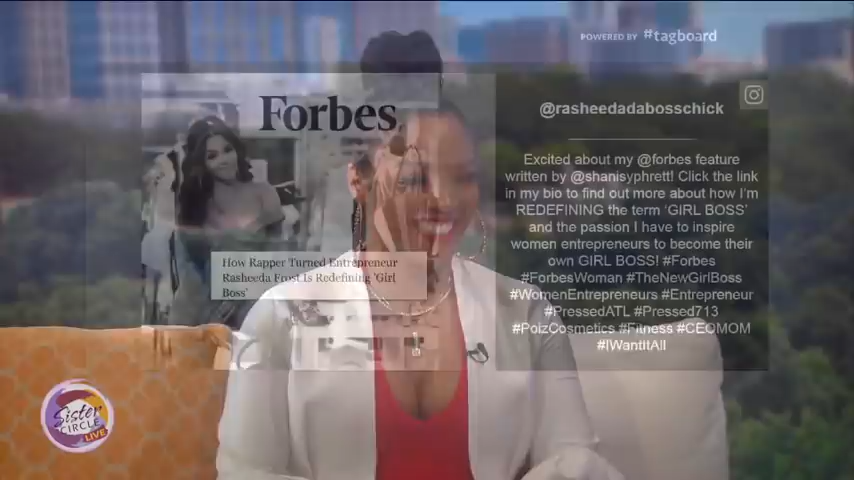 POWERED BY #tagboard
Forbes
How Rapper Turned Entrepreneur
Rasheeda Frost Is Redefining 'Girl
Boss'
@rasheedadabosschick
Excited about my @forbes feature
written by @shanisyphrett! Click the link
in my bio to find out more about how I'm
REDEFINING the term 'GIRL BOSS'
and the passion I have to inspire
women entrepreneurs to become their
own GIRL BOSS! #Forbes
#ForbesWoman #TheNewGirlBoss
#WomenEntrepreneurs #Entrepreneur
#PressedATL #Pressed713
#PoizCosmetics #Fitness #CEOMOM
#IWantItAll
Sister
CIRCLE
LIVE